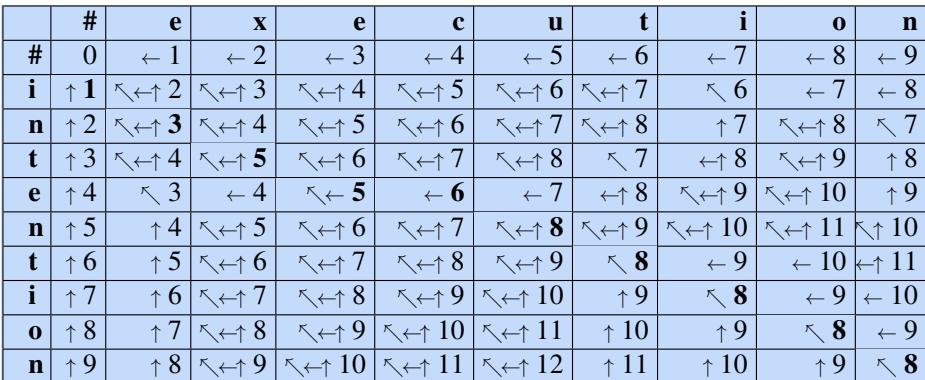 # e x e c u t i o n
# 0 ← 1 ← 2 ← 3 ← 4 ← 5 ← 6 ← 7 ← 8 ← 9
i ↑ 1 ↖←↑ 2 ↖←↑ 3 ↖←↑ 4 ↖←↑ 5 ↖←↑ 6 ↖←↑ 7 ↖ 6 ← 7 ← 8
n ↑ 2 ↖←↑ 3 ↖←↑ 4 ↖←↑ 5 ↖←↑ 6 ↖←↑ 7 ↖←↑ 8 ↑ 7 ↖←↑ 8 ↖ 7
t ↑ 3 ↖←↑ 4 ↖←↑ 5 ↖←↑ 6 ↖←↑ 7 ↖←↑ 8 ↖ 7 ←↑ 8 ↖←↑ 9 ↑ 8
e ↑ 4 ↖ 3 ← 4 ↖← 5 ← 6 ← 7 ←↑ 8 ↖←↑ 9 ↖←↑ 10 ↑ 9
n ↑ 5 ↑ 4 ↖←↑ 5 ↖←↑ 6 ↖←↑ 7 ↖←↑ 8 ↖←↑ 9 ↖←↑ 10 ↖←↑ 11 ↖↑ 10
t ↑ 6 ↑ 5 ↖←↑ 6 ↖←↑ 7 ↖←↑ 8 ↖←↑ 9 ↖ 8 ← 9 ← 10 ←↑ 11
i ↑ 7 ↑ 6 ↖←↑ 7 ↖←↑ 8 ↖←↑ 9 ↖←↑ 10 ↑ 9 ↖ 8 ← 9 ← 10
o ↑ 8 ↑ 7 ↖←↑ 8 ↖←↑ 9 ↖←↑ 10 ↖←↑ 11 ↑ 10 ↑ 9 ↖ 8 ← 9
n ↑ 9 ↑ 8 ↖←↑ 9 ↖←↑ 10 ↖←↑ 11 ↖←↑ 12 ↑ 11 ↑ 10 ↑ 9 ↖ 8